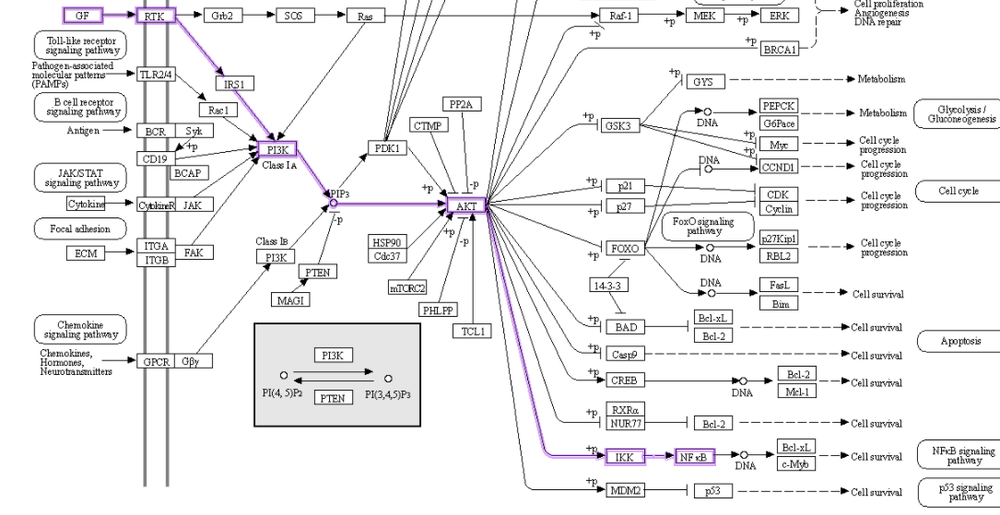 GF
RTK
Grb2
SOS
Ras
Raf-1
+p
MEK
+p
ERK
Cell proliferation
Angiogenesis
DNA repair
+p
+p
BRCA1
Toll-like receptor
signaling pathway
Pathogen-associated
molecular patterns
(PAMPs)
TLR2/4
IRS1
Rac1
B cell receptor
signaling pathway
Antigen
BCR
Syk
+p
CD19
BCAP
PI3K
Class IA
PDK1
CTMP
PP2A
+p
GYS
Metabolism
+p
GSK3
DNA
PEPCK
G6Pace
Metabolism
Glycolysis /
Gluconeogenesis
+p
Myc
+p
CCND1
DNA
Cell cycle
progression
Cell cycle
progression
JAK/STAT
signaling pathway
Cytokine
CytokineR
JAK
PIP3
-p
+p
-p
AKT
+p
-p
+p
p21
+p
p27
CDK
Cyclin
Cell cycle
progression
Cell cycle
Focal adhesion
ECM
ITGA
ITGB
FAK
Class IB
PI3K
PTEN
MAGI
HSP90
Cdc37
mTORC2
PHLPP
TCL1
FoxO signaling
pathway
+p
FOXO
DNA
p27Kip1
RBL2
Cell cycle
progression
14-3-3
DNA
FasL
Bim
Cell survival
Chemokine
signaling pathway
Chemokines,
Hormones,
Neurotransmitters
GPCR
Gβγ
PI3K
PI(4, 5)P2
PI(3,4,5)P3
PTEN
+p
BAD
Bcl-xL
Bcl-2
Cell survival
Apoptosis
+p
Casp9
Cell survival
+p
CREB
DNA
Bcl-2
Mcl-1
Cell survival
+p
RXRα
NUR77
Bcl-2
Cell survival
+p
IKK
NFκB
DNA
Bcl-xL
c-Myb
Cell survival
NFκB signaling
pathway
+p
MDM2
p53
Cell survival
p53 signaling
pathway